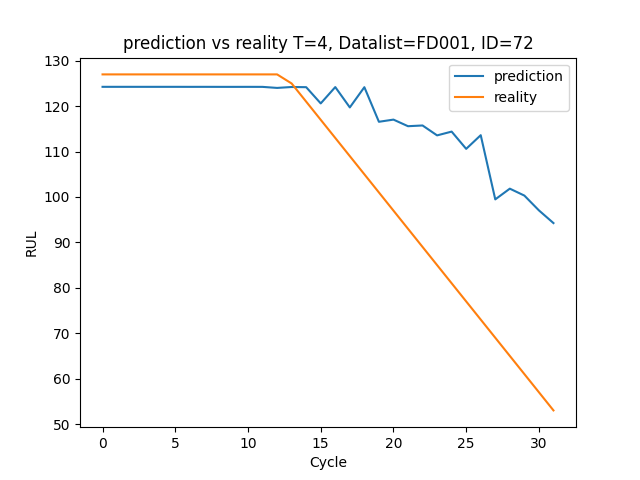 prediction vs reality T=4, Datalist=FD001, ID=72
prediction
reality
RUL
130
120
110
100
90
80
70
60
50
0 5 10 15 20 25 30
Cycle